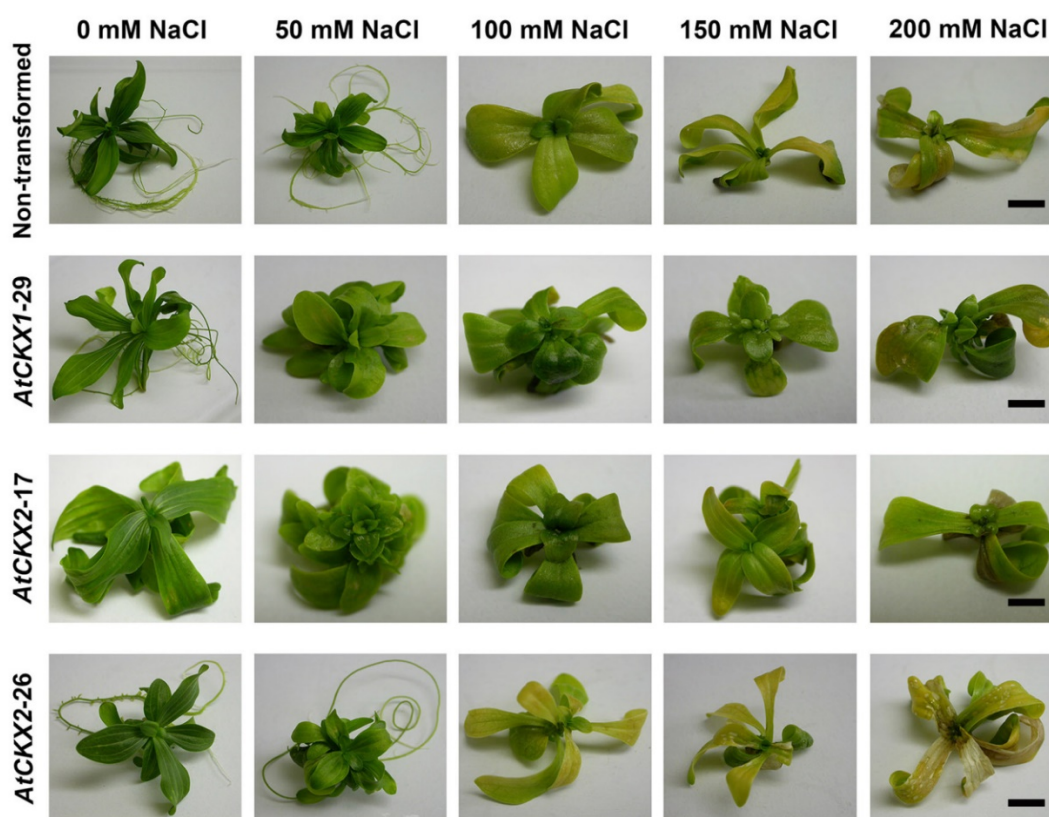 0 mM NaCl 50 mM NaCl 100 mM NaCl 150 mM NaCl 200 mM NaCl
Non-transformed
AtCKX1-29
AtCKX2-17
AtCKX2-26